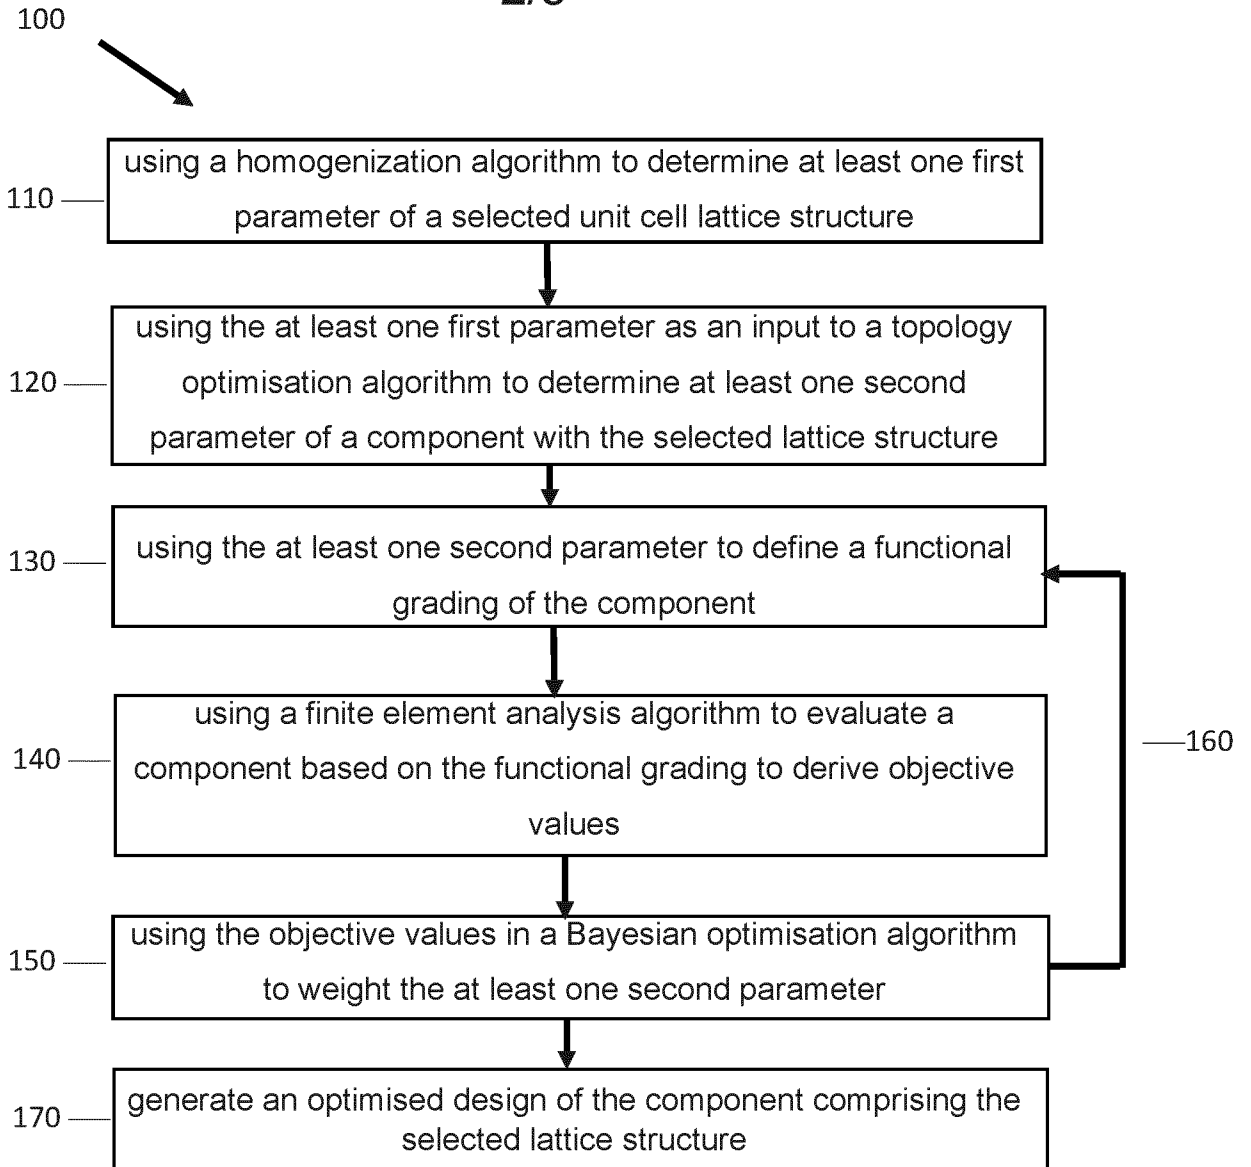 100
110
using a homogenization algorithm to determine at least one first
parameter of a selected unit cell lattice structure
120
using the at least one first parameter as an input to a topology
optimisation algorithm to determine at least one second
parameter of a component with the selected lattice structure
130
using the at least one second parameter to define a functional
grading of the component
140
using a finite element analysis algorithm to evaluate a
component based on the functional grading to derive objective
values
160
150
using the objective values in a Bayesian optimisation algorithm
to weight the at least one second parameter
170
generate an optimised design of the component comprising the
selected lattice structure